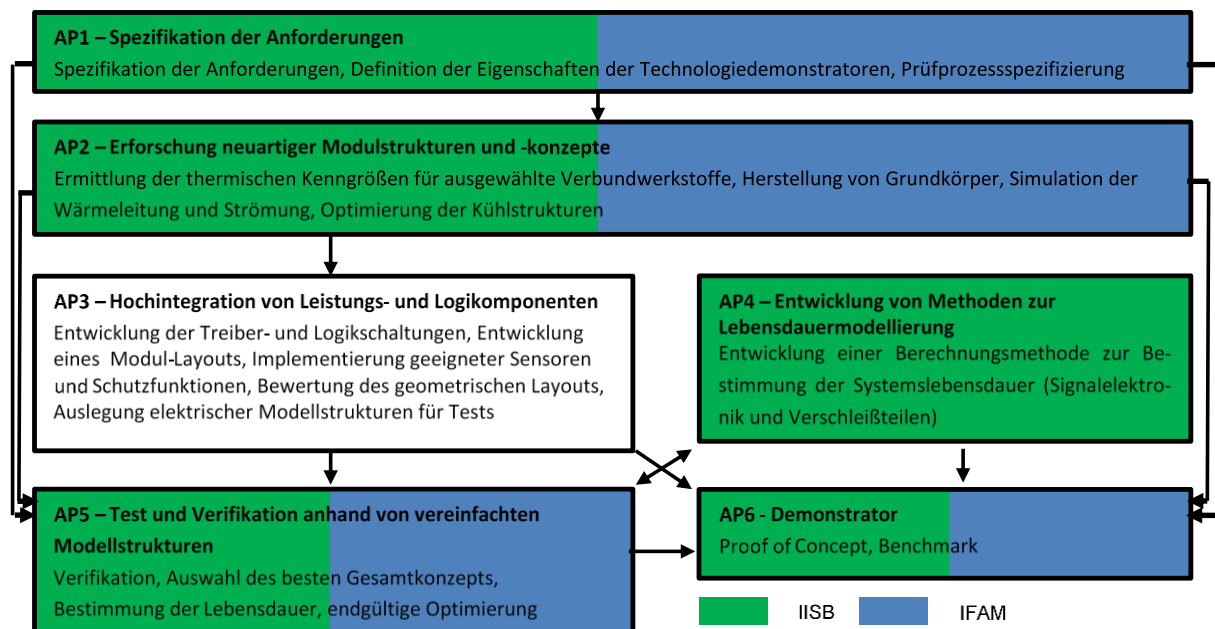 AP1 – Spezifikation der Anforderungen
Spezifikation der Anforderungen, Definition der Eigenschaften der Technologiedemonstratoren, Prüfprozessspezifizierung
AP2 – Erforschung neuartiger Modulstrukturen und -konzepte
Ermittlung der thermischen Kenngrößen für ausgewählte Verbundwerkstoffe, Herstellung von Grundkörper, Simulation der
Wärmeleitung und Strömung, Optimierung der Kühlstrukturen
AP3 – Hochintegration von Leistungs- und Logikomponenten
Entwicklung der Treiber- und Logikschaltungen, Entwicklung
eines Modul-Layouts, Implementierung geeigneter Sensoren
und Schutzfunktionen, Bewertung des geometrischen Layouts,
Auslegung elektrischer Modellstrukturen für Tests
AP4 – Entwicklung von Methoden zur
Lebensdauermodellierung
Entwicklung einer Berechnungsmethode zur Be-
stimmung der Systemslebensdauer (Signalelektro-
nik und Verschleißteilen)
AP5 – Test und Verifikation anhand von vereinfachten
Modellstrukturen
Verifikation, Auswahl des besten Gesamtkonzepts,
Bestimmung der Lebensdauer, endgültige Optimierung
AP6 - Demonstrator
Proof of Concept, Benchmark
IISB
IFAM